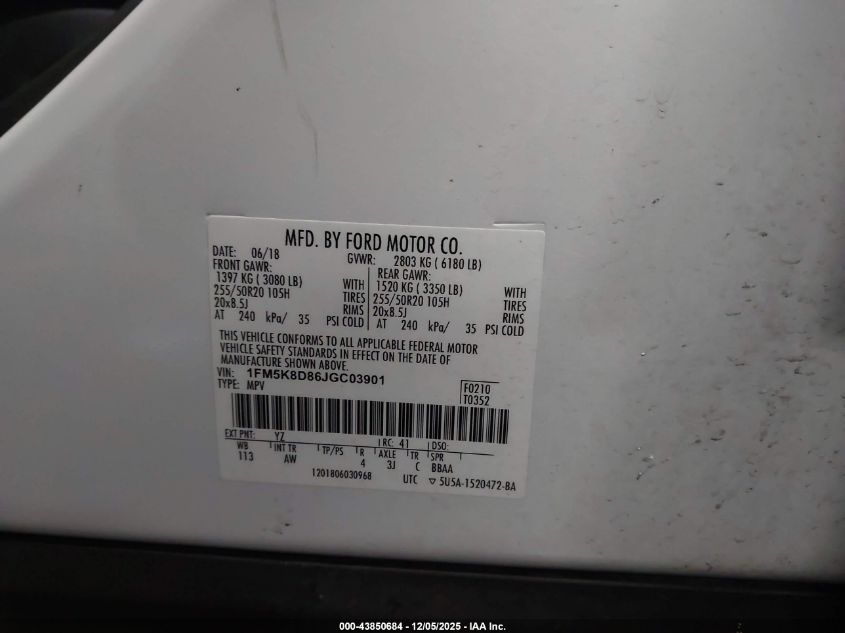 MFD. BY FORD MOTOR CO.
DATE: 06/18 GVWR: 2803 KG ( 6180 LB)
FRONT GAWR: REAR GAWR:
1397 KG ( 3080 LB) WITH 1520 KG ( 3350 LB) WITH
255/50R20 105H TIRES 255/50R20 105H TIRES
20x8.5J RIMS 20x8.5J RIMS
AT 240 kPa/ 35 PSI COLD AT 240 kPa/ 35 PSI COLD
THIS VEHICLE CONFORMS TO ALL APPLICABLE FEDERAL MOTOR
VEHICLE SAFETY STANDARDS IN EFFECT ON THE DATE OF
MANUFACTURE SHOWN ABOVE.
VIN: 1FM5K8D86JGC03901
TYPE: MPV
F0210
T0352
EXT PNT: YZ RC: 41 DSO:
WB INT TR TP/PS R AXLE TR SPR
113 AW 4 3J C BBAA
1201806030968 UTC ▽ 5U5A-1520472-BA
000-43850684 - 12/05/2025 - IAA Inc.